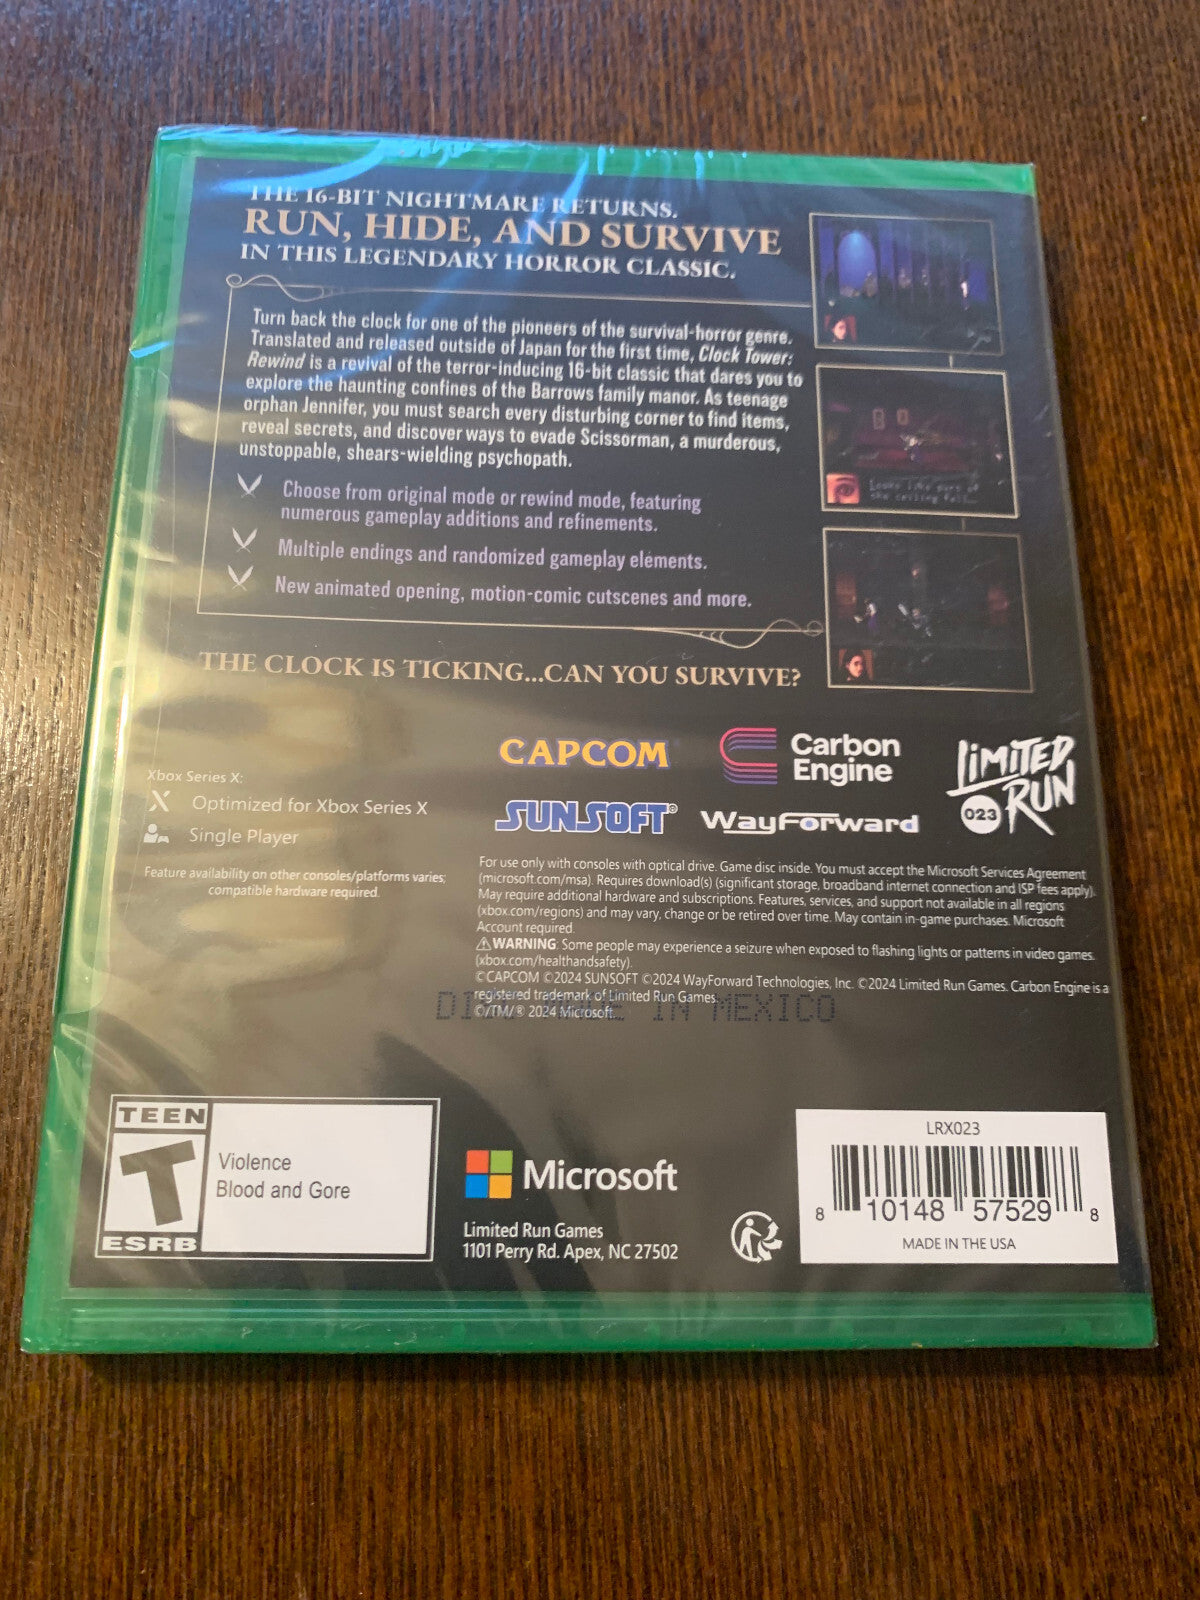 THE 16-BIT NIGHTMARE RETURNS.
RUN, HIDE, AND SURVIVE
IN THIS LEGENDARY HORROR CLASSIC.
Turn back the clock for one of the pioneers of the survival-horror genre.
Translated and released outside of Japan for the first time, Clock Tower:
Rewind is a revival of the terror-inducing 16-bit classic that dares you to
explore the haunting confines of the Barrows family manor. As teenage
orphan Jennifer, you must search every disturbing corner to find items,
reveal secrets, and discover ways to evade Scissorman, a murderous,
unstoppable, shears-wielding psychopath.
Choose from original mode or rewind mode, featuring
numerous gameplay additions and refinements.
Multiple endings and randomized gameplay elements.
New animated opening, motion-comic cutscenes and more.
Looks like part of
the ceiling fell...
THE CLOCK IS TICKING...CAN YOU SURVIVE?
CAPCOM
Carbon
Engine
LIMITED
RUN
023
SUNSOFT®
WayForward
Xbox Series X:
Optimized for Xbox Series X
Single Player
Feature availability on other consoles/platforms varies;
compatible hardware required.
For use only with consoles with optical drive. Game disc inside. You must accept the Microsoft Services Agreement
(microsoft.com/msa). Requires download(s) (significant storage, broadband internet connection and ISP fees apply).
May require additional hardware and subscriptions. Features, services, and support not available in all regions
(xbox.com/regions) and may vary, change or be retired over time. May contain in-game purchases. Microsoft
Account required.
⚠WARNING: Some people may experience a seizure when exposed to flashing lights or patterns in video games.
(xbox.com/healthandsafety).
©CAPCOM ©2024 SUNSOFT ©2024 WayForward Technologies, Inc. ©2024 Limited Run Games. Carbon Engine is a
registered trademark of Limited Run Games.
©/TM/® 2024 Microsoft.
DISC MADE IN MEXICO
TEEN
T
ESRB
Violence
Blood and Gore
Microsoft
Limited Run Games
1101 Perry Rd. Apex, NC 27502
LRX023
8 10148 57529 8
MADE IN THE USA